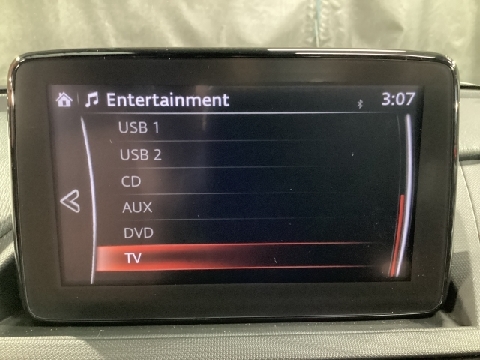 Entertainment 3:07
USB 1
USB 2
CD
AUX
DVD
TV